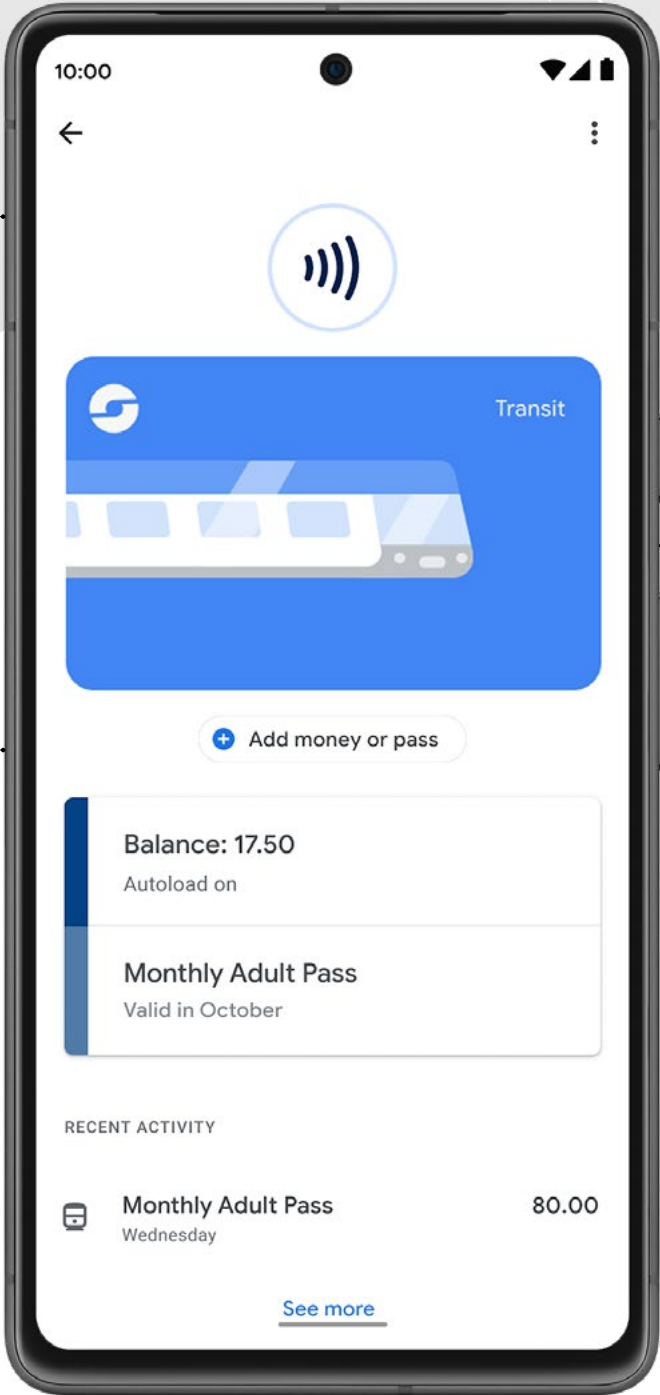 10:00
Transit
Add money or pass
Balance: 17.50
Autoload on
Monthly Adult Pass
Valid in October
RECENT ACTIVITY
Monthly Adult Pass 80.00
Wednesday
See more